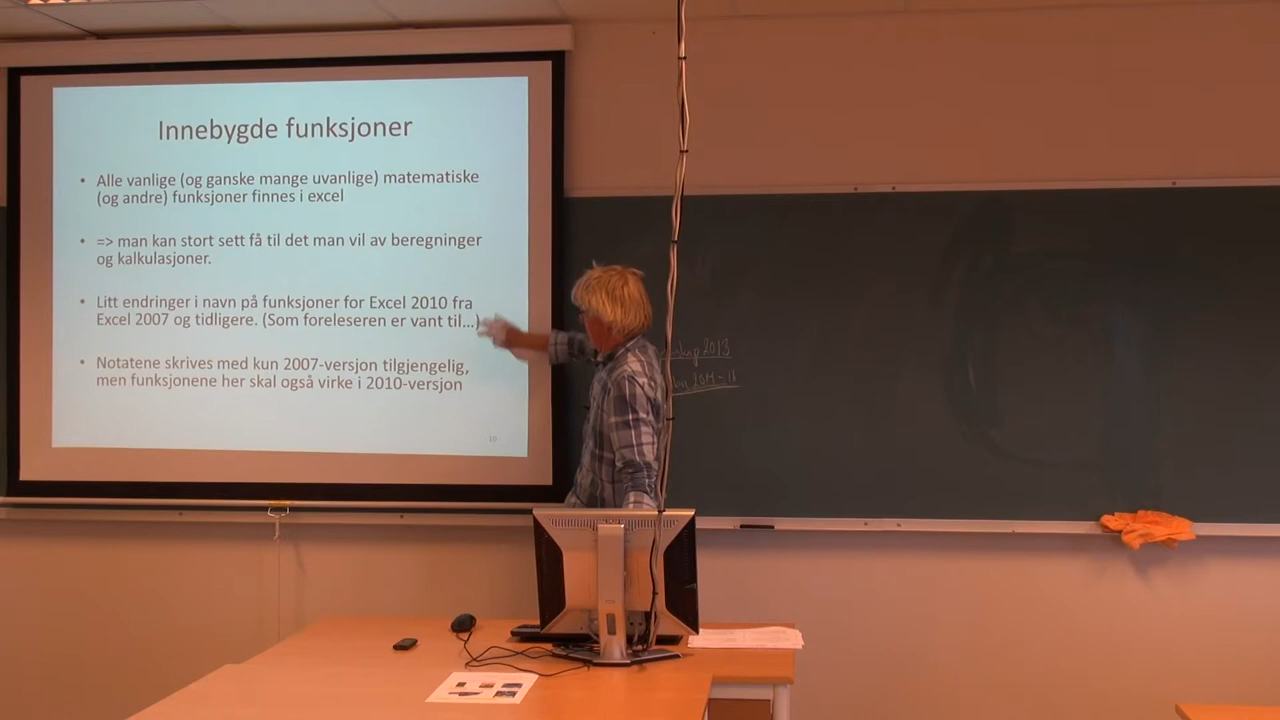 Innebygde funksjoner
• Alle vanlige (og ganske mange uvanlige) matematiske
(og andre) funksjoner finnes i excel
• => man kan stort sett få til det man vil av beregninger
og kalkulasjoner.
• Litt endringer i navn på funksjoner for Excel 2010 fra
Excel 2007 og tidligere. (Som foreleseren er vant til...)
• Notatene skrives med kun 2007-versjon tilgjengelig,
men funksjonene her skal også virke i 2010-versjon
10
2013